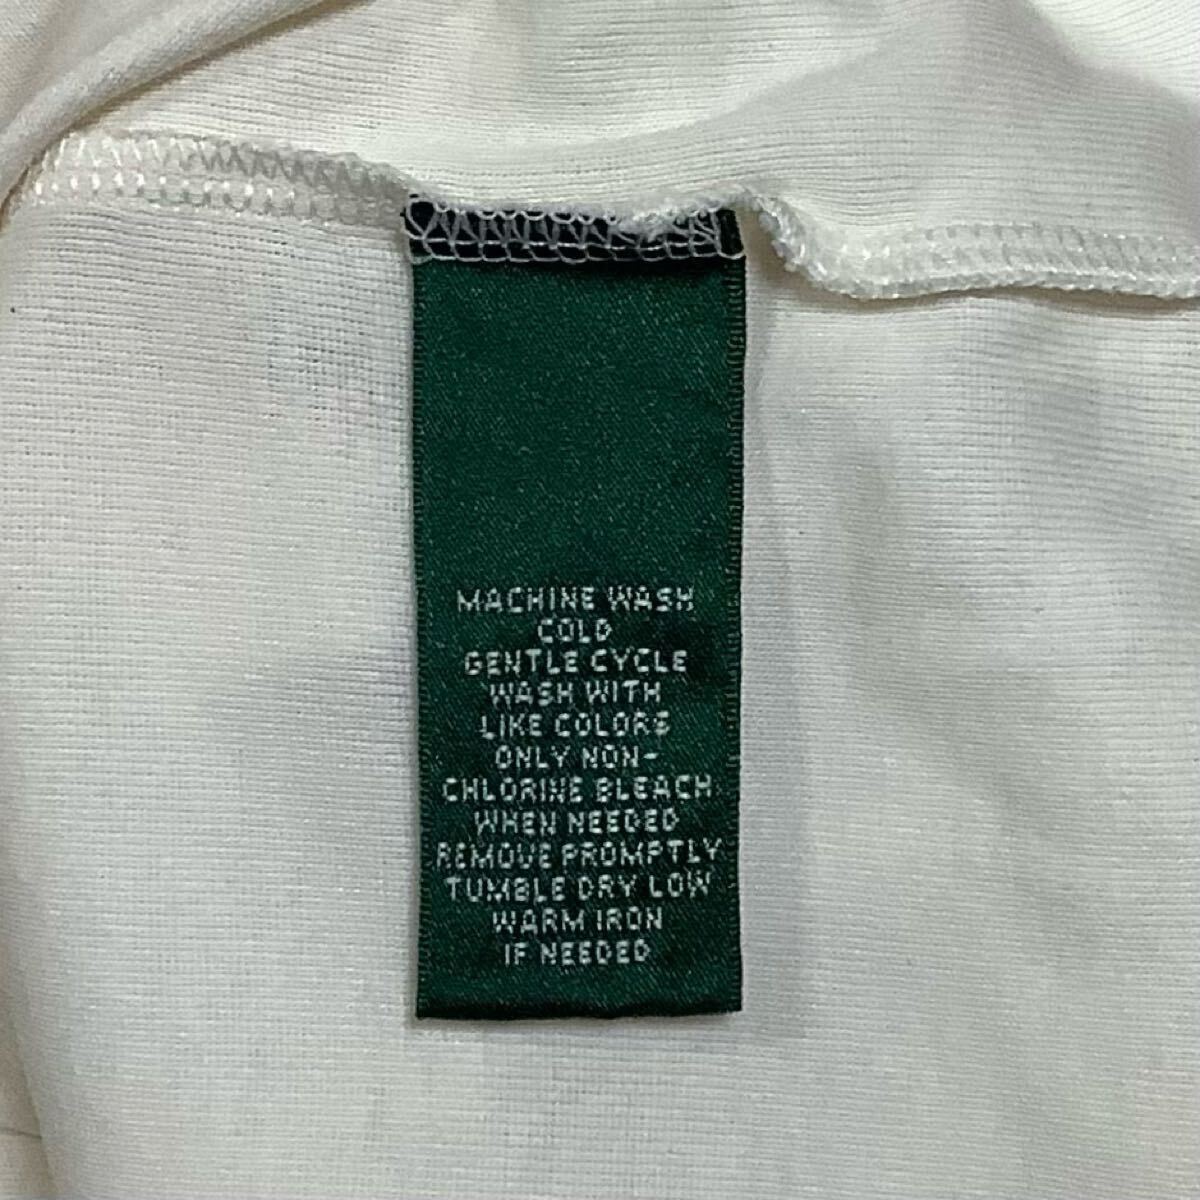 MACHINE WASH
COLD
GENTLE CYCLE
WASH WITH
LIKE COLORS
ONLY NON-
CHLORINE BLEACH
WHEN NEEDED
REMOVE PROMPTLY
TUMBLE DRY LOW
WARM IRON
IF NEEDED